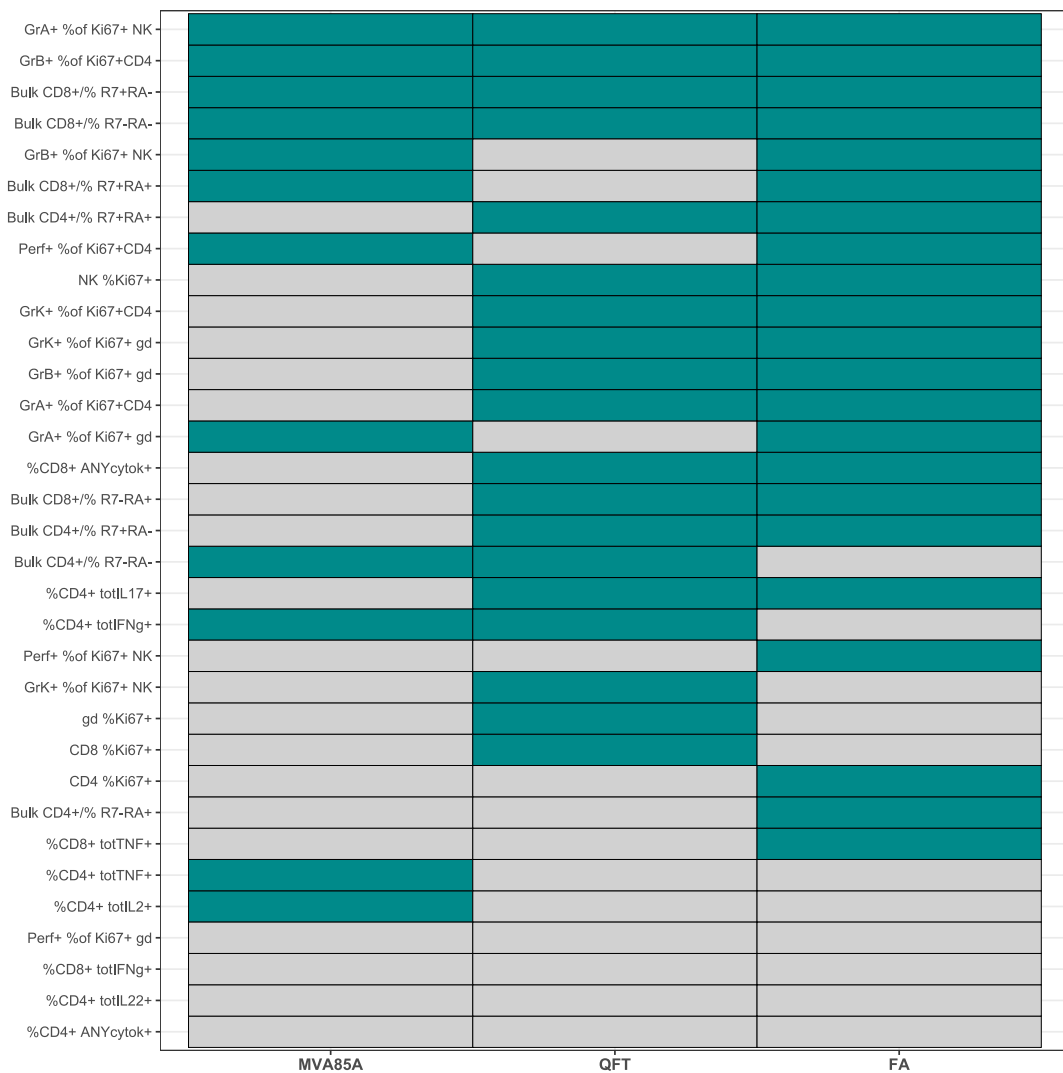 GrA+ %of Ki67+ NK
GrB+ %of Ki67+CD4
Bulk CD8+/% R7+RA-
Bulk CD8+/% R7-RA-
GrB+ %of Ki67+ NK
Bulk CD8+/% R7+RA+
Bulk CD4+/% R7+RA+
Perf+ %of Ki67+CD4
NK %Ki67+
GrK+ %of Ki67+CD4
GrK+ %of Ki67+ gd
GrB+ %of Ki67+ gd
GrA+ %of Ki67+CD4
GrA+ %of Ki67+ gd
%CD8+ ANYcytok+
Bulk CD8+/% R7-RA+
Bulk CD4+/% R7+RA-
Bulk CD4+/% R7-RA-
%CD4+ totIL17+
%CD4+ totIFNg+
Perf+ %of Ki67+ NK
GrK+ %of Ki67+ NK
gd %Ki67+
CD8 %Ki67+
CD4 %Ki67+
Bulk CD4+/% R7-RA+
%CD8+ totTNF+
%CD4+ totTNF+
%CD4+ totIL2+
Perf+ %of Ki67+ gd
%CD8+ totIFNg+
%CD4+ totIL22+
%CD4+ ANYcytok+
MVA85A QFT FA